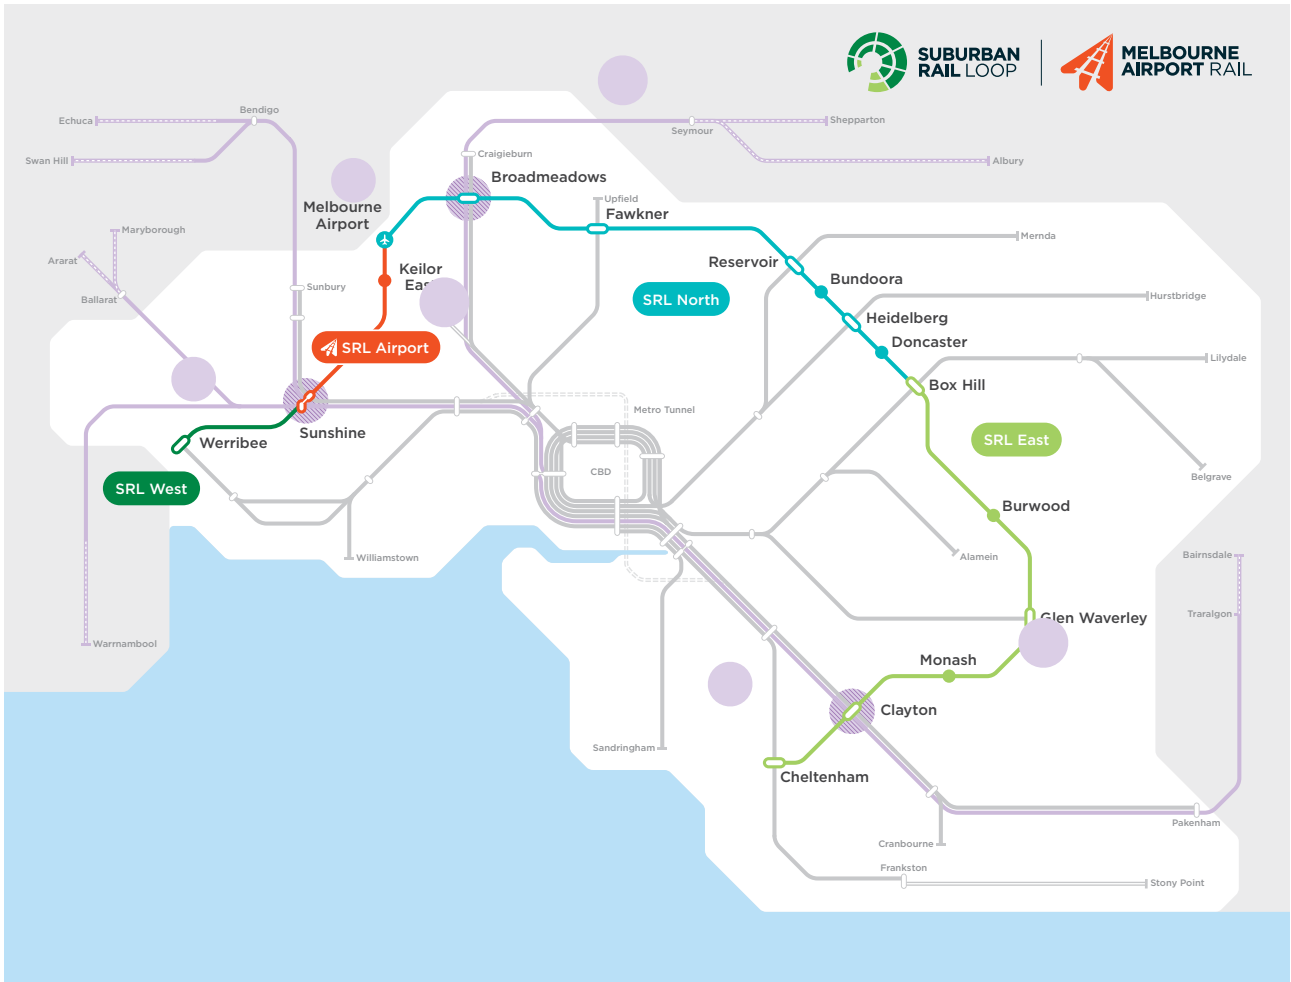 SUBURBAN
RAIL LOOP
MELBOURNE
AIRPORT RAIL
Bendigo
Echuca
Shepparton
Seymour
Swan Hill
Craigieburn
Albury
Broadmeadows
Melbourne
Airport
Upfield
Fawkner
Maryborough
Mernda
Ararat
Reservoir
Keilor
Bundoora
Sunbury
Ballarat
SRL North
Hurstbridge
Heidelberg
Doncaster
SRL Airport
Lilydale
Box Hill
Metro Tunnel
Sunshine
Werribee
SRL East
CBD
Belgrave
SRL West
Burwood
Williamstown
Alamein
Bairnsdale
Traralgon
Glen Waverley
Warrnambool
Monash
Clayton
Sandringham
Cheltenham
Pakenham
Cranbourne
Frankston
Stony Point